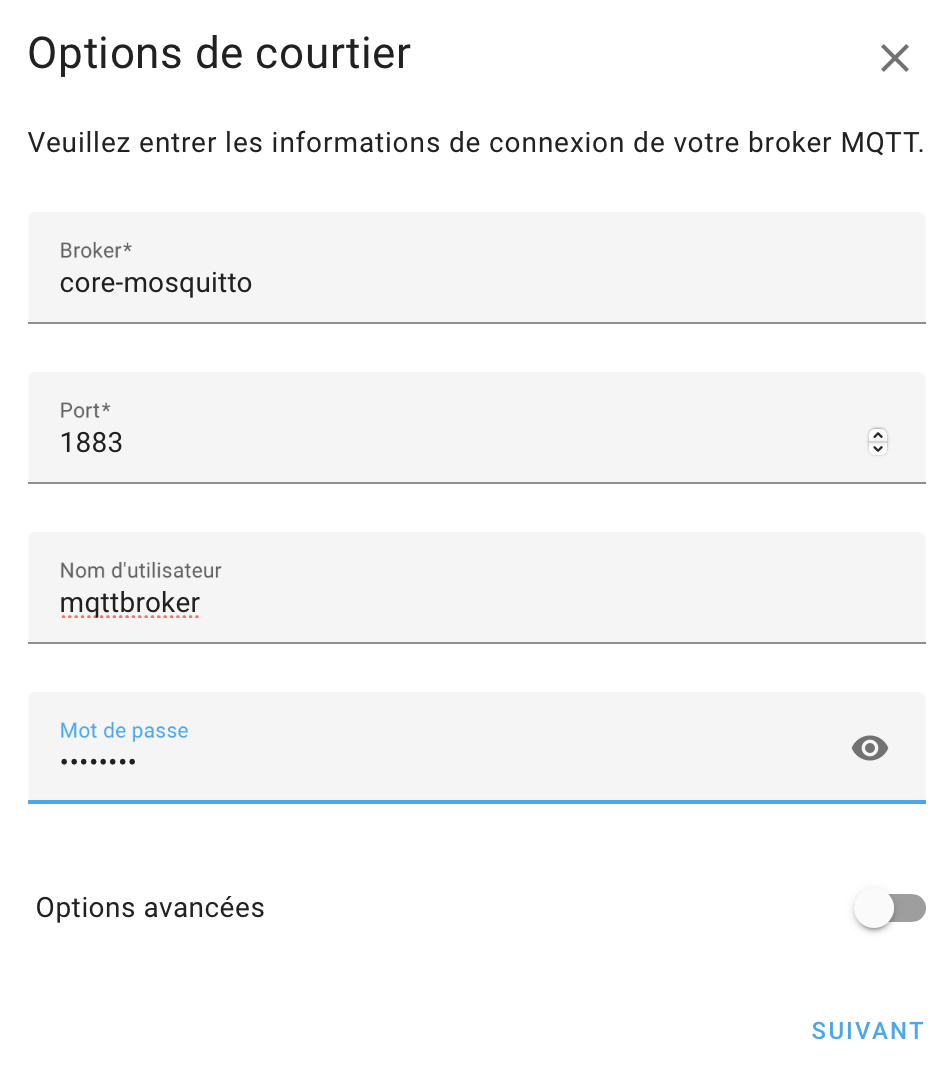 Options de courtier
Veuillez entrer les informations de connexion de votre broker MQTT.
Broker*
core-mosquitto
Port*
1883
Nom d'utilisateur
mqttbroker
Mot de passe
••••••••
Options avancées
SUIVANT